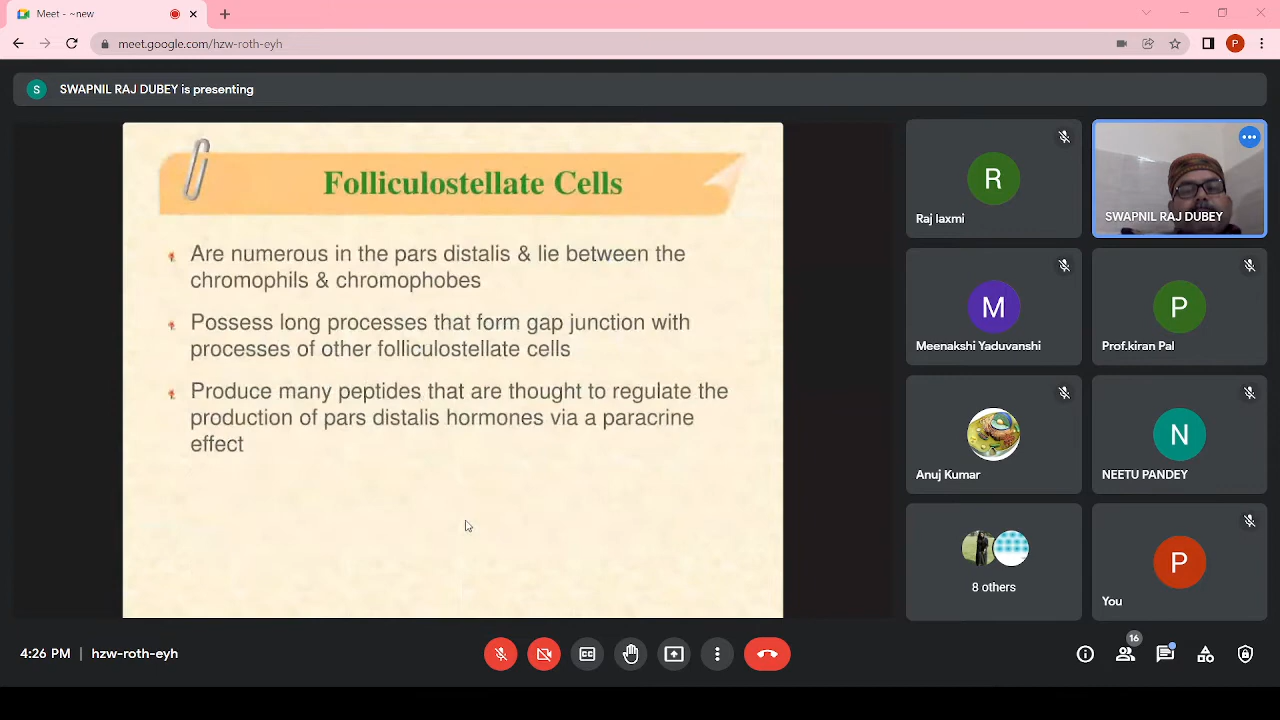 Meet - ~new
meet.google.com/hzw-roth-eyh
P
S SWAPNIL RAJ DUBEY is presenting
Folliculostellate Cells
Are numerous in the pars distalis & lie between the
chromophils & chromophobes
Possess long processes that form gap junction with
processes of other folliculostellate cells
Produce many peptides that are thought to regulate the
production of pars distalis hormones via a paracrine
effect
R
Raj laxmi
SWAPNIL RAJ DUBEY
M
Meenakshi Yaduvanshi
P
Prof.kiran Pal
Anuj Kumar
N
NEETU PANDEY
8 others
P
You
4:26 PM | hzw-roth-eyh
CC
16